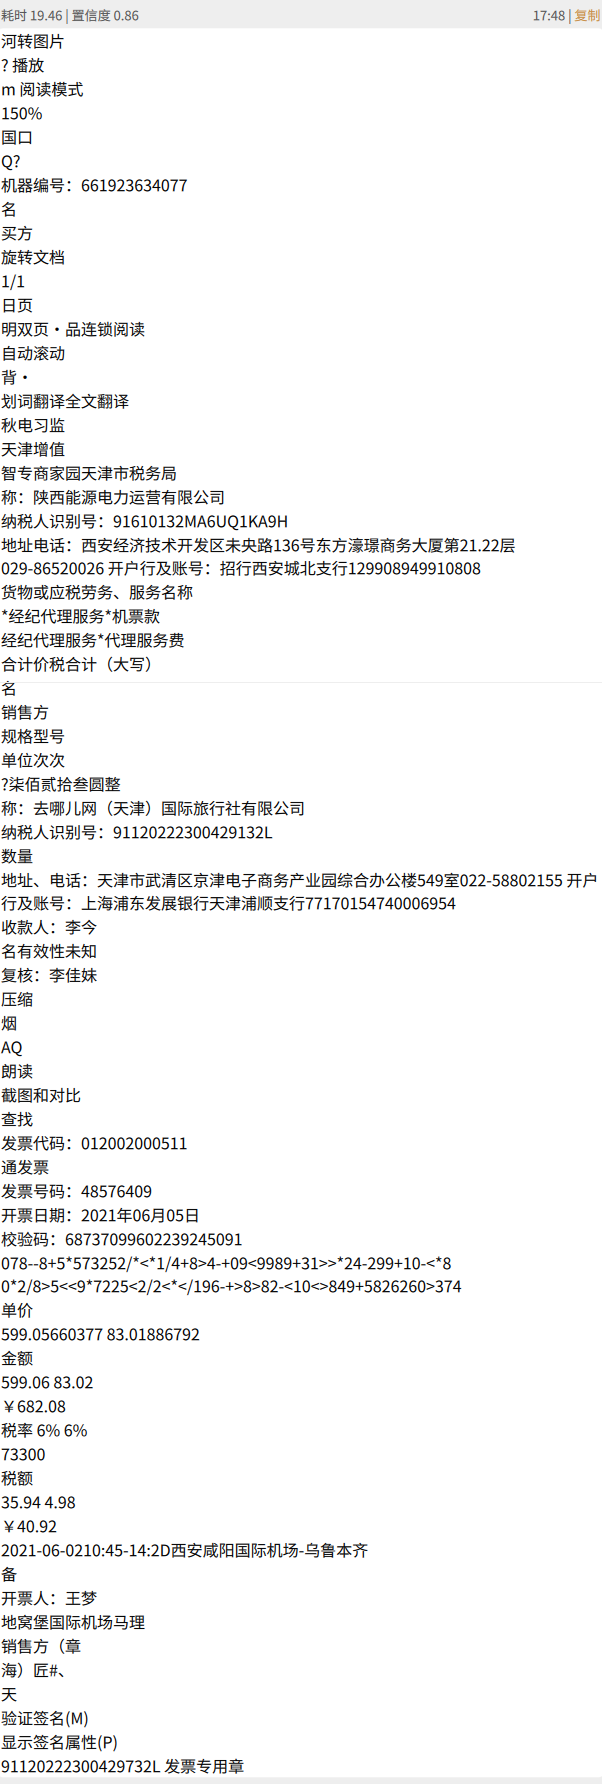 耗时 19.46 | 置信度 0.86
17:48 | 复制
河转图片
? 播放
m 阅读模式
150%
国口
Q?
机器编号：661923634077
名
买方
旋转文档
1/1
日页
明双页・品连锁阅读
自动滚动
背・
划词翻译全文翻译
秋电习监
天津增值
智专商家园天津市税务局
称：陕西能源电力运营有限公司
纳税人识别号：91610132MA6UQ1KA9H
地址电话：西安经济技术开发区未央路136号东方濠璟商务大厦第21.22层
029-86520026 开户行及账号：招行西安城北支行129908949910808
货物或应税劳务、服务名称
*经纪代理服务*机票款
经纪代理服务*代理服务费
合计价税合计（大写）
名
销售方
规格型号
单位次次
?柒佰贰拾叁圆整
称：去哪儿网（天津）国际旅行社有限公司
纳税人识别号：91120222300429132L
数量
地址、电话：天津市武清区京津电子商务产业园综合办公楼549室022-58802155 开户
行及账号：上海浦东发展银行天津浦顺支行77170154740006954
收款人：李今
名有效性未知
复核：李佳妹
压缩
烟
AQ
朗读
截图和对比
查找
发票代码：012002000511
通发票
发票号码：48576409
开票日期：2021年06月05日
校验码：68737099602239245091
078--8+5*573252/*<*1/4+8>4-+09<9989+31>>*24-299+10-<*8
0*2/8>5<<9*7225<2/2<*</196-+>8>82-<10<>849+5826260>374
单价
599.05660377 83.01886792
金额
599.06 83.02
￥682.08
税率 6% 6%
73300
税额
35.94 4.98
￥40.92
2021-06-0210:45-14:2D西安咸阳国际机场-乌鲁本齐
备
开票人：王梦
地窝堡国际机场马理
销售方（章
海）匠#、
天
验证签名(M)
显示签名属性(P)
91120222300429732L 发票专用章